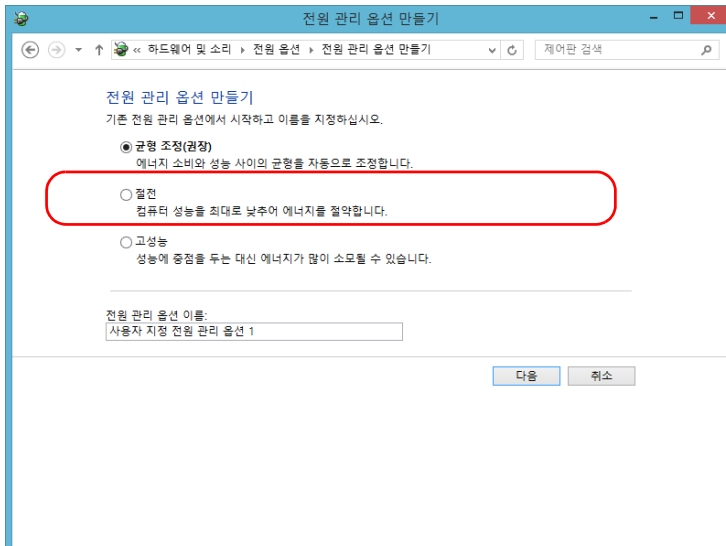 전원 관리 옵션 만들기
« 하드웨어 및 소리 ▸ 전원 옵션 ▸ 전원 관리 옵션 만들기
제어판 검색
전원 관리 옵션 만들기
기존 전원 관리 옵션에서 시작하고 이름을 지정하십시오.
균형 조정(권장)
에너지 소비와 성능 사이의 균형을 자동으로 조정합니다.
절전
컴퓨터 성능을 최대로 낮추어 에너지를 절약합니다.
고성능
성능에 중점을 두는 대신 에너지가 많이 소모될 수 있습니다.
전원 관리 옵션 이름:
사용자 지정 전원 관리 옵션 1
다음
취소